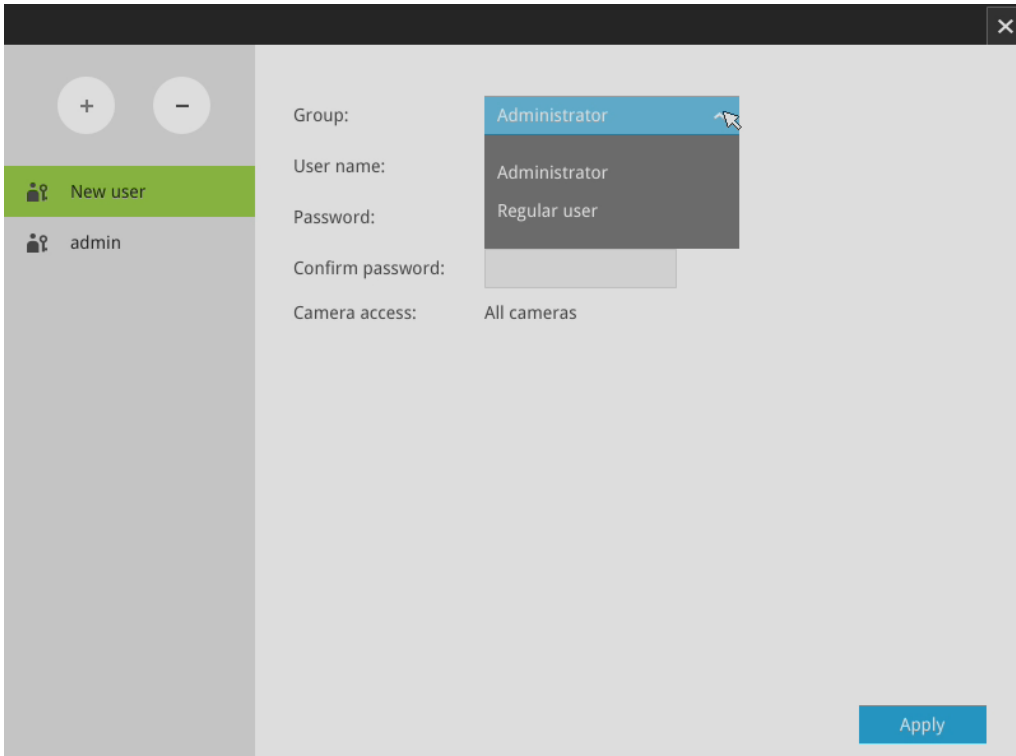 + −
New user
admin
Group: Administrator
User name:
Administrator
Password:
Regular user
Confirm password:
Camera access: All cameras
Apply